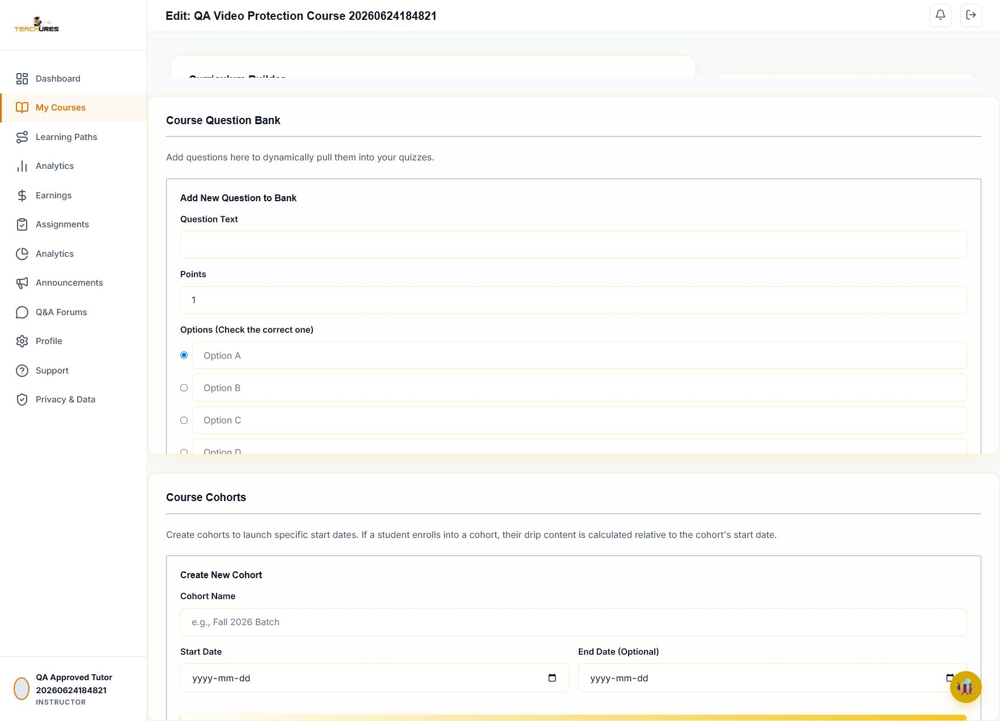 TEACHURES
Dashboard
My Courses
Learning Paths
Analytics
Earnings
Assignments
Analytics
Announcements
Q&A Forums
Profile
Support
Privacy & Data
QA Approved Tutor
20260624184821
INSTRUCTOR
Edit: QA Video Protection Course 20260624184821
Curriculum Builder
Course Question Bank
Add questions here to dynamically pull them into your quizzes.
Add New Question to Bank
Question Text
Points
1
Options (Check the correct one)
Option A
Option B
Option C
Option D
Course Cohorts
Create cohorts to launch specific start dates. If a student enrolls into a cohort, their drip content is calculated relative to the cohort's start date.
Create New Cohort
Cohort Name
e.g., Fall 2026 Batch
Start Date
End Date (Optional)
yyyy-mm-dd
yyyy-mm-dd